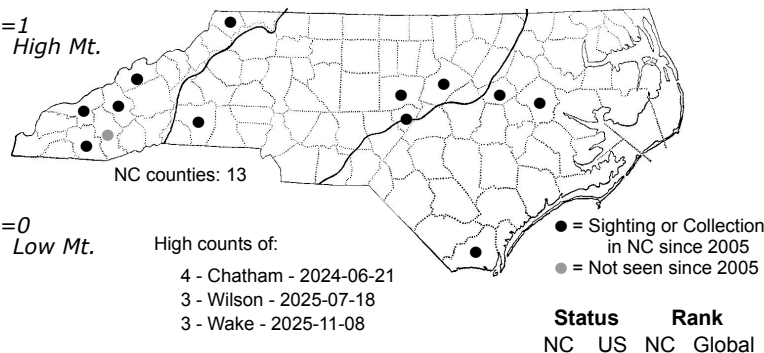 =1
High Mt.
NC counties: 13
=0
Low Mt.
High counts of:
4 - Chatham - 2024-06-21
3 - Wilson - 2025-07-18
3 - Wake - 2025-11-08
= Sighting or Collection
in NC since 2005
= Not seen since 2005
Status Rank
NC US NC Global